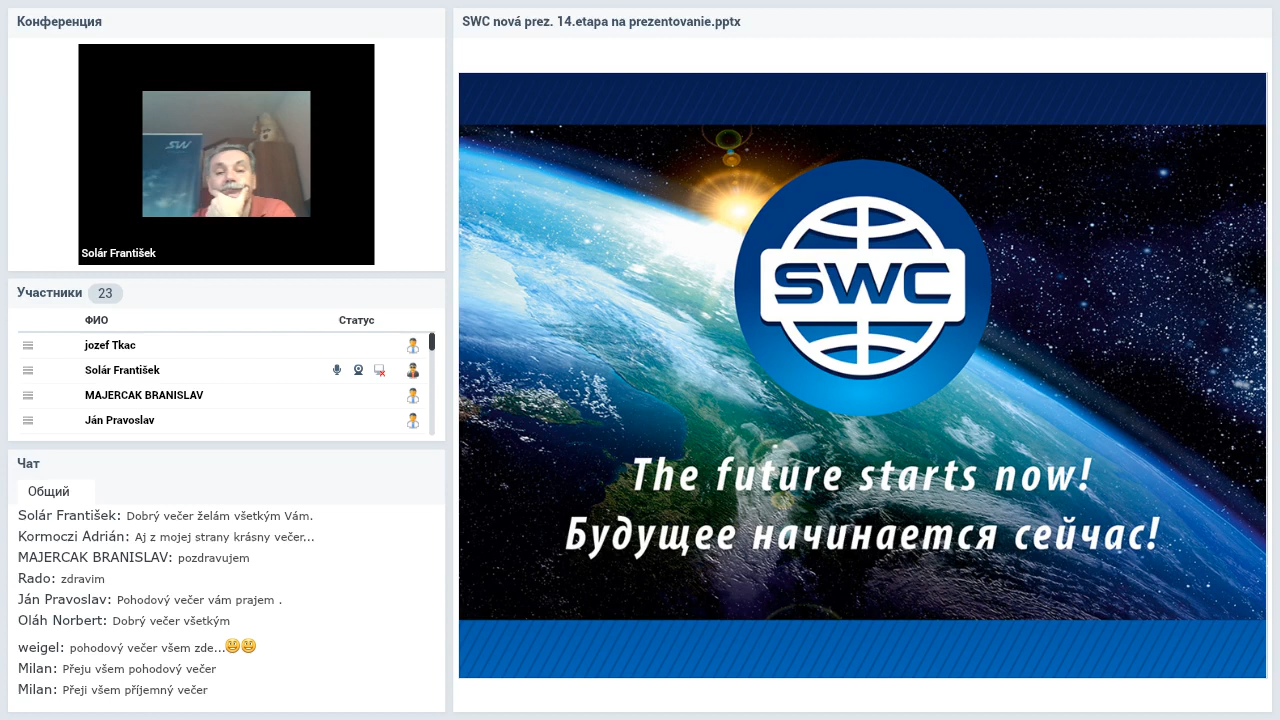 Конференция
SW
Solár František
Участники 23
ФИО Статус
jozef Tkac
Solár František
MAJERCAK BRANISLAV
Ján Pravoslav
Чат
Общий
Solár František: Dobrý večer želám všetkým Vám.
Kormoczi Adrián: Aj z mojej strany krásny večer...
MAJERCAK BRANISLAV: pozdravujem
Rado: zdravim
Ján Pravoslav: Pohodový večer vám prajem .
Oláh Norbert: Dobrý večer všetkým
weigel: pohodový večer všem zde...
Milan: Přeju všem pohodový večer
Milan: Přeji všem příjemný večer
SWC nová prez. 14.etapa na prezentovanie.pptx
SWC
The future starts now!
Будущее начинается сейчас!